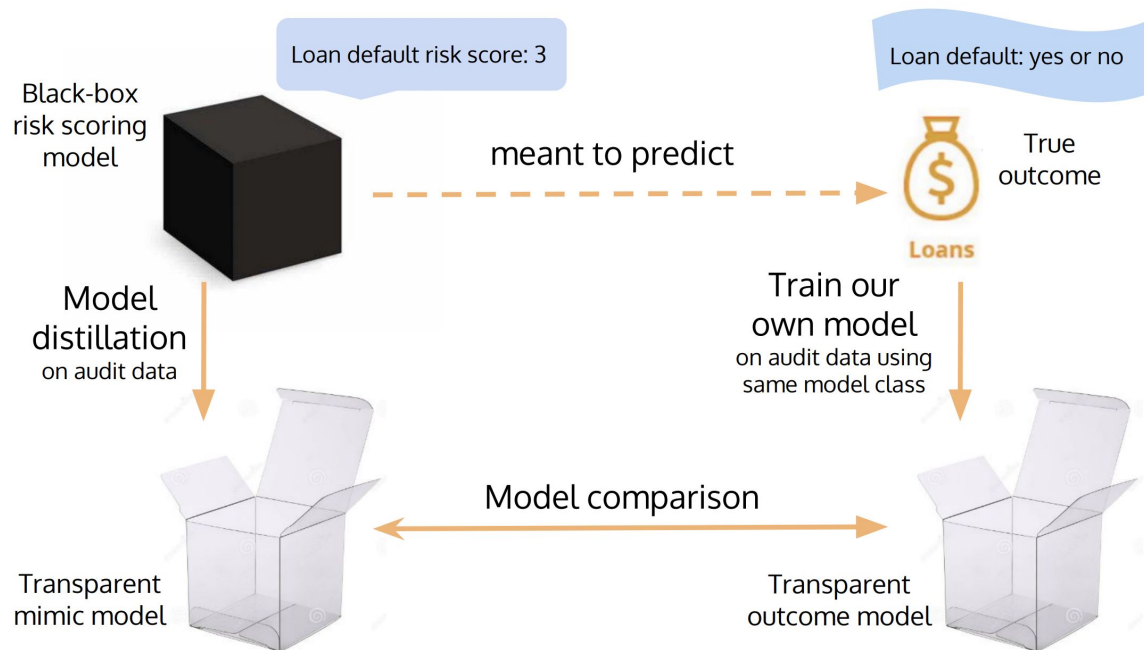 Loan default risk score: 3
Loan default: yes or no
Black-box
risk scoring
model
meant to predict
True
outcome
Loans
Model
distillation
on audit data
Train our
own model
on audit data using
same model class
Model comparison
Transparent
mimic model
Transparent
outcome model